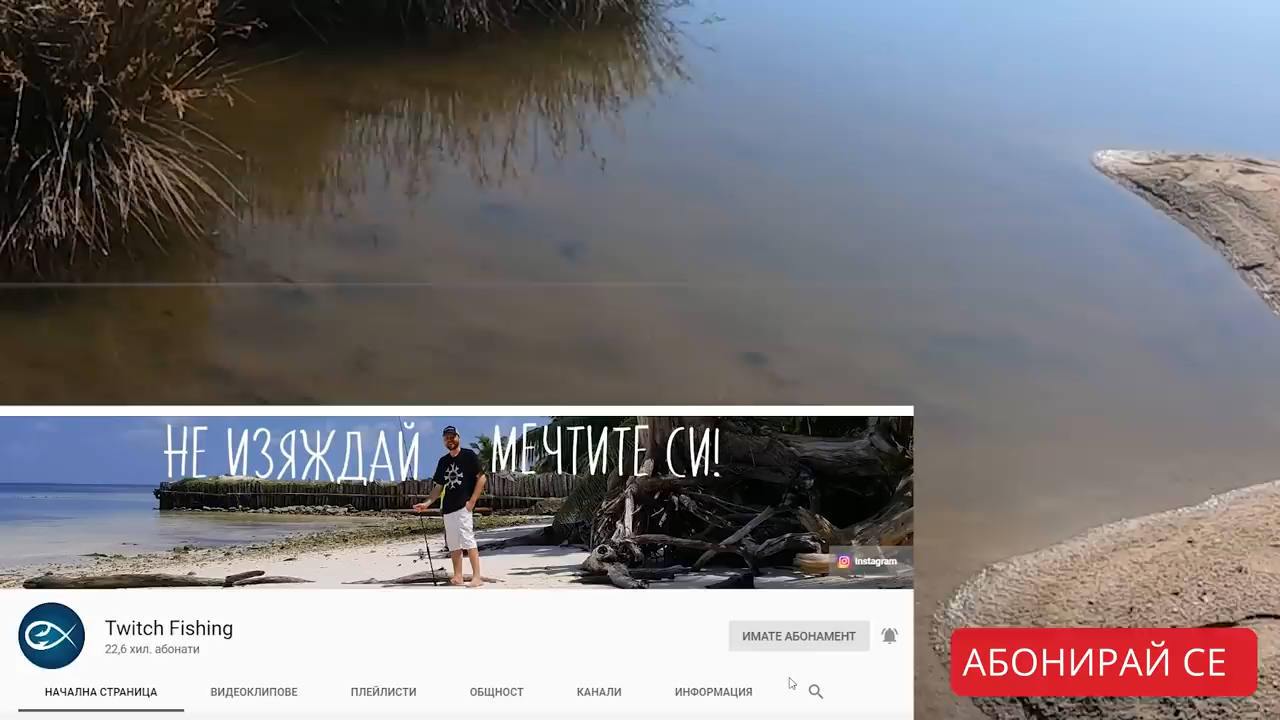 НЕ ИЗЯЖДАЙ МЕЧТИТЕ СИ!
Instagram
Twitch Fishing
22,6 хил. абонати
ИМАТЕ АБОНАМЕНТ
НАЧАЛНА СТРАНИЦА ВИДЕОКЛИПОВЕ ПЛЕЙЛИСТИ ОБЩНОСТ КАНАЛИ ИНФОРМАЦИЯ
АБОНИРАЙ СЕ